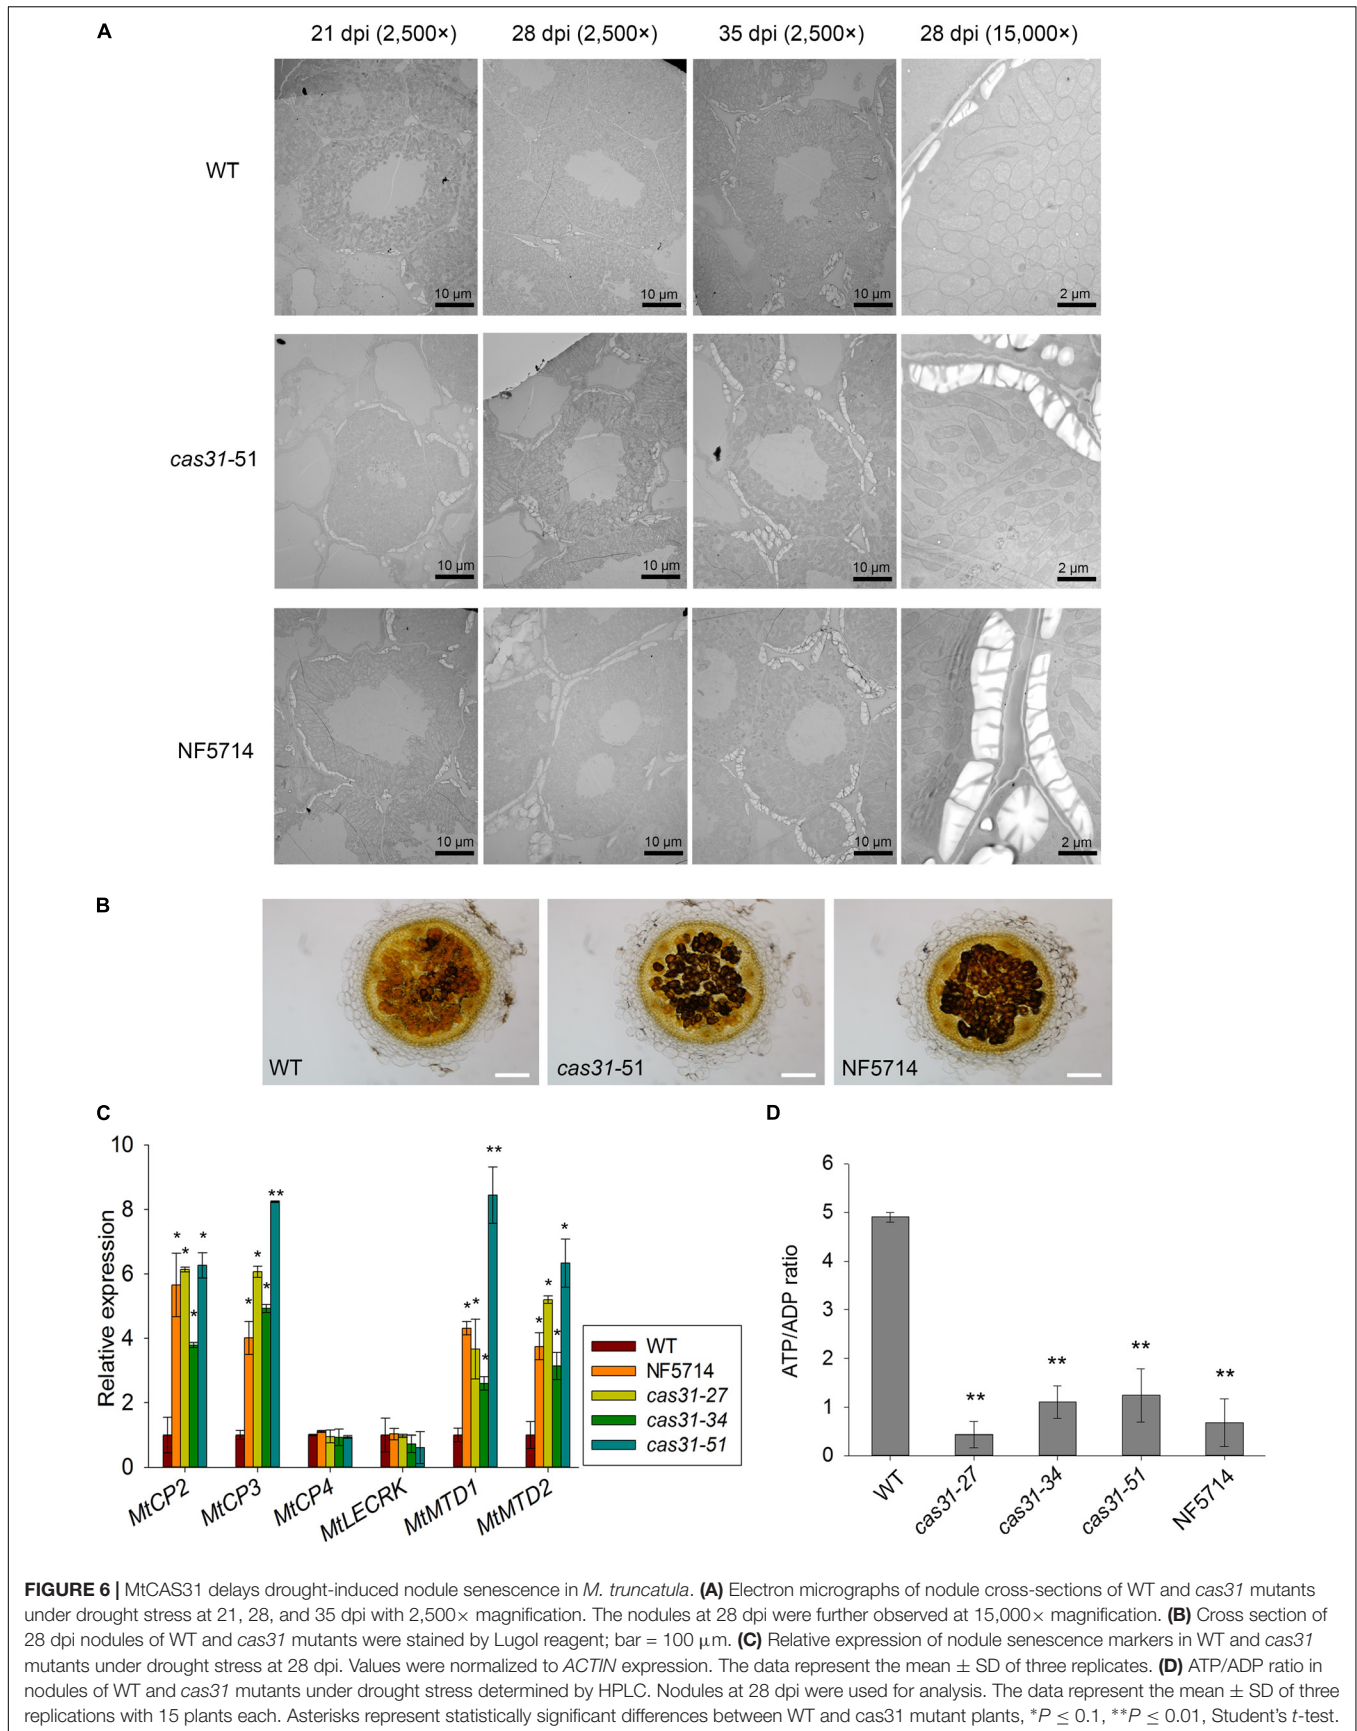 A
21 dpi (2,500×) 28 dpi (2,500×) 35 dpi (2,500×) 28 dpi (15,000×)
WT
10 µm 10 µm 10 µm 2 µm
cas31-51
10 µm 10 µm 10 µm 2 µm
NF5714
10 µm 10 µm 10 µm 2 µm
B
WT cas31-51 NF5714
C
Relative expression
10
8
6
4
2
0
* * * *
* * * **
* * * **
* * * *
WT
NF5714
cas31-27
cas31-34
cas31-51
MtCP2 MtCP3 MtCP4 MtLECRK MtMTD1 MtMTD2
D
ATP/ADP ratio
6
5
4
3
2
1
0
** ** ** **
WT cas31-27 cas31-34 cas31-51 NF5714
FIGURE 6 | MtCAS31 delays drought-induced nodule senescence in M. truncatula. (A) Electron micrographs of nodule cross-sections of WT and cas31 mutants
under drought stress at 21, 28, and 35 dpi with 2,500× magnification. The nodules at 28 dpi were further observed at 15,000× magnification. (B) Cross section of
28 dpi nodules of WT and cas31 mutants were stained by Lugol reagent; bar = 100 µm. (C) Relative expression of nodule senescence markers in WT and cas31
mutants under drought stress at 28 dpi. Values were normalized to ACTIN expression. The data represent the mean ± SD of three replicates. (D) ATP/ADP ratio in
nodules of WT and cas31 mutants under drought stress determined by HPLC. Nodules at 28 dpi were used for analysis. The data represent the mean ± SD of three
replications with 15 plants each. Asterisks represent statistically significant differences between WT and cas31 mutant plants, *P ≤ 0.1, **P ≤ 0.01, Student's t-test.